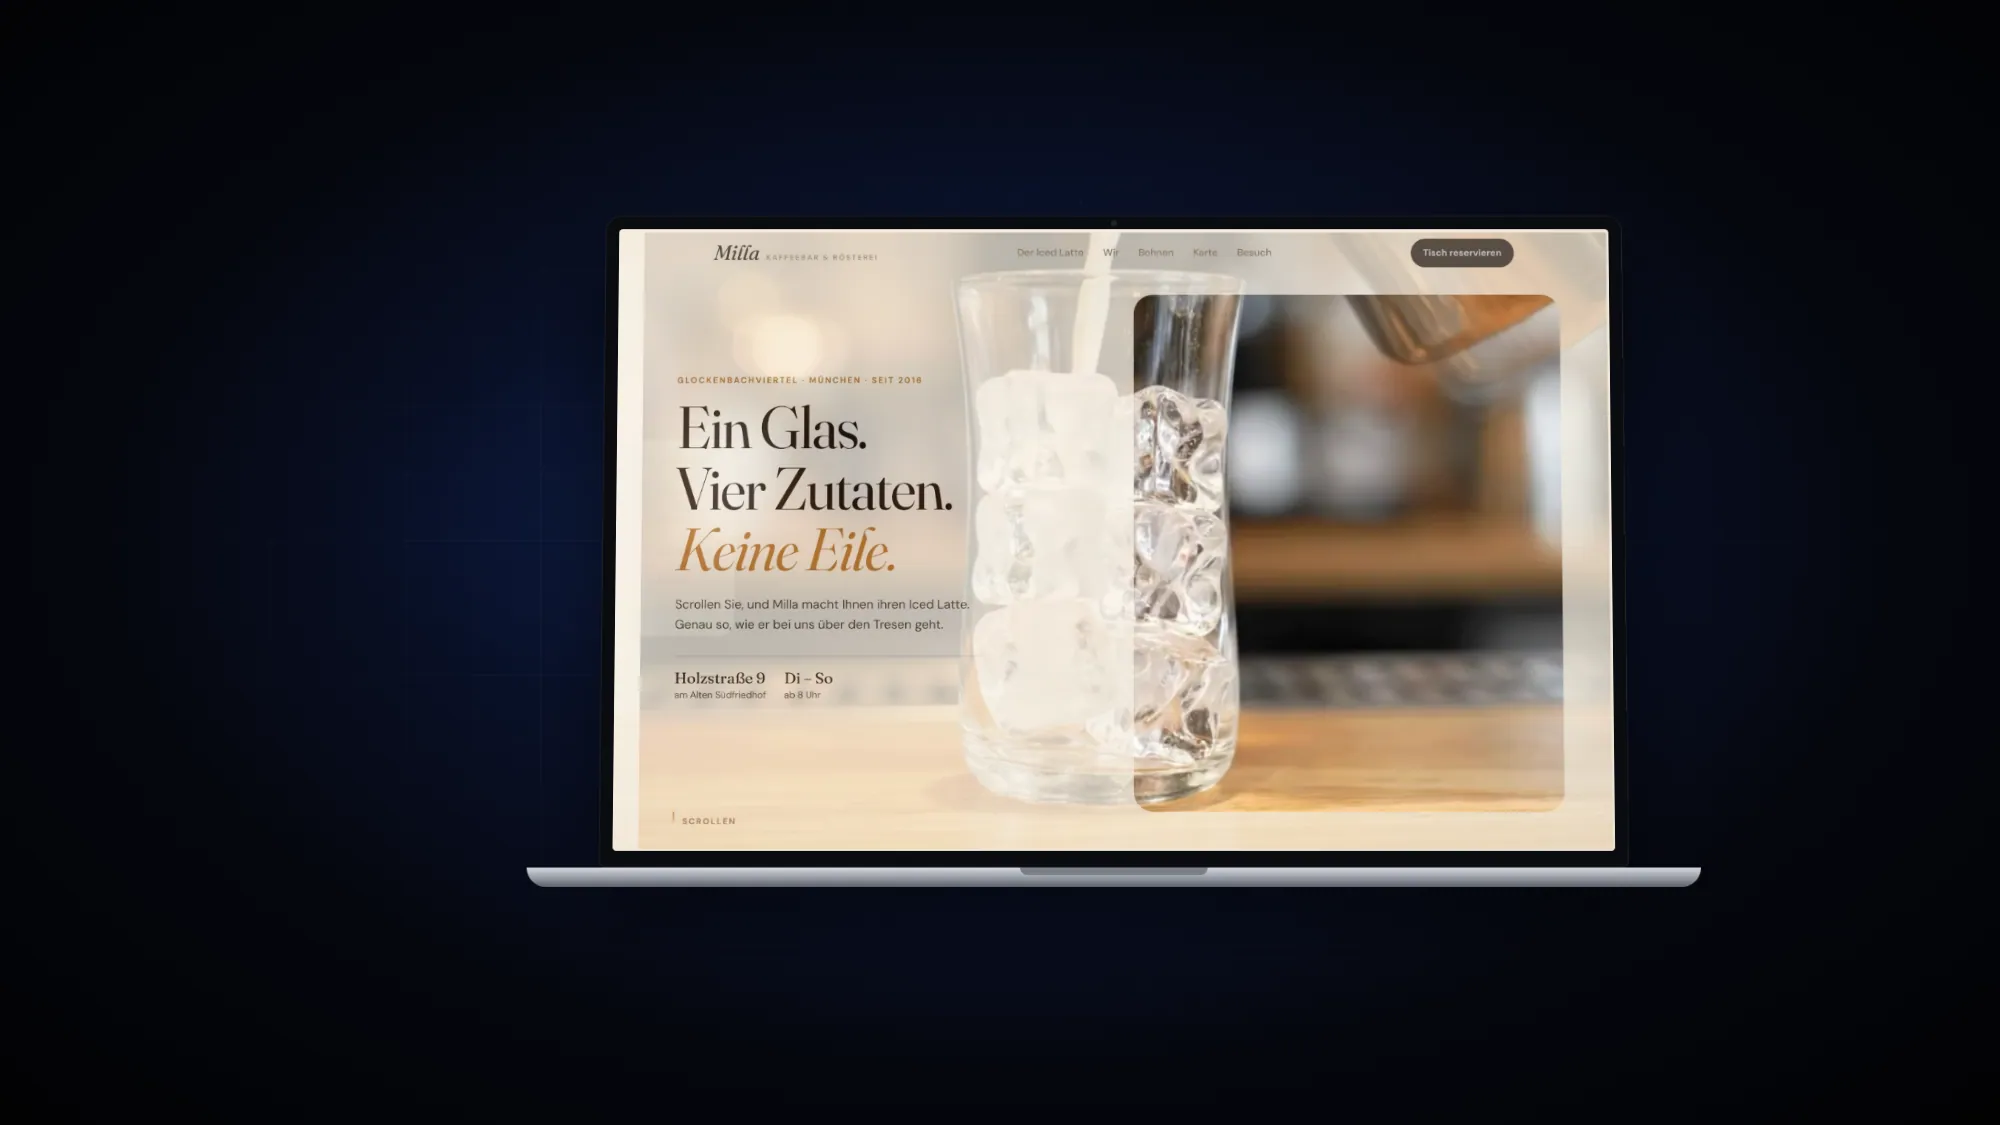 Milla KAFFEEBAR & RÖSTEREI
Der Iced Latte Wir Bohnen Karte Besuch
Tisch reservieren
GLOCKENBACHVIERTEL · MÜNCHEN · SEIT 2016
Ein Glas.
Vier Zutaten.
Keine Eile.
Scrollen Sie, und Milla macht Ihnen ihren Iced Latte.
Genau so, wie er bei uns über den Tresen geht.
Holzstraße 9 Di – So
am Alten Südfriedhof ab 8 Uhr
SCROLLEN